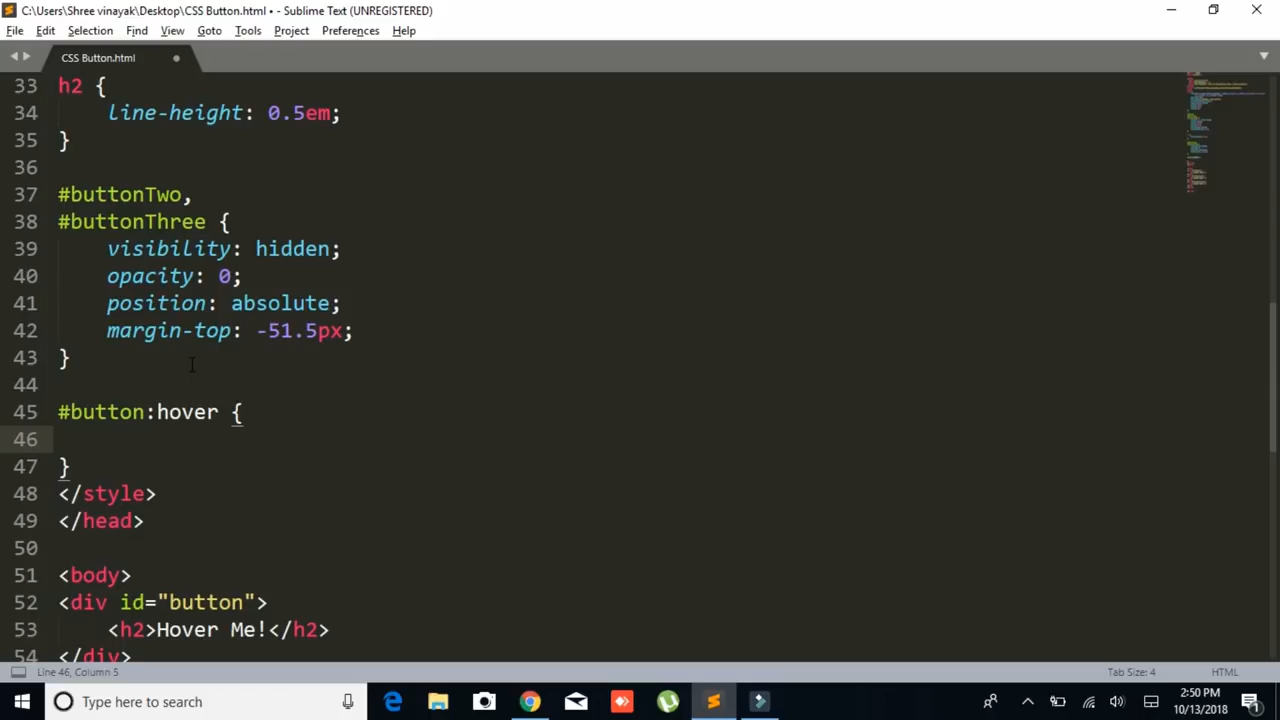 C:\Users\Shree vinayak\Desktop\CSS Button.html • - Sublime Text (UNREGISTERED)
File Edit Selection Find View Goto Tools Project Preferences Help
CSS Button.html
33 h2 {
34 line-height: 0.5em;
35 }
36
37 #buttonTwo,
38 #buttonThree {
39 visibility: hidden;
40 opacity: 0;
41 position: absolute;
42 margin-top: -51.5px;
43 }
44
45 #button:hover {
46
47 }
48 </style>
49 </head>
50
51 <body>
52 <div id="button">
53 <h2>Hover Me!</h2>
54 </div>
Line 46, Column 5 Tab Size: 4 HTML
Type here to search
2:50 PM
10/13/2018
1